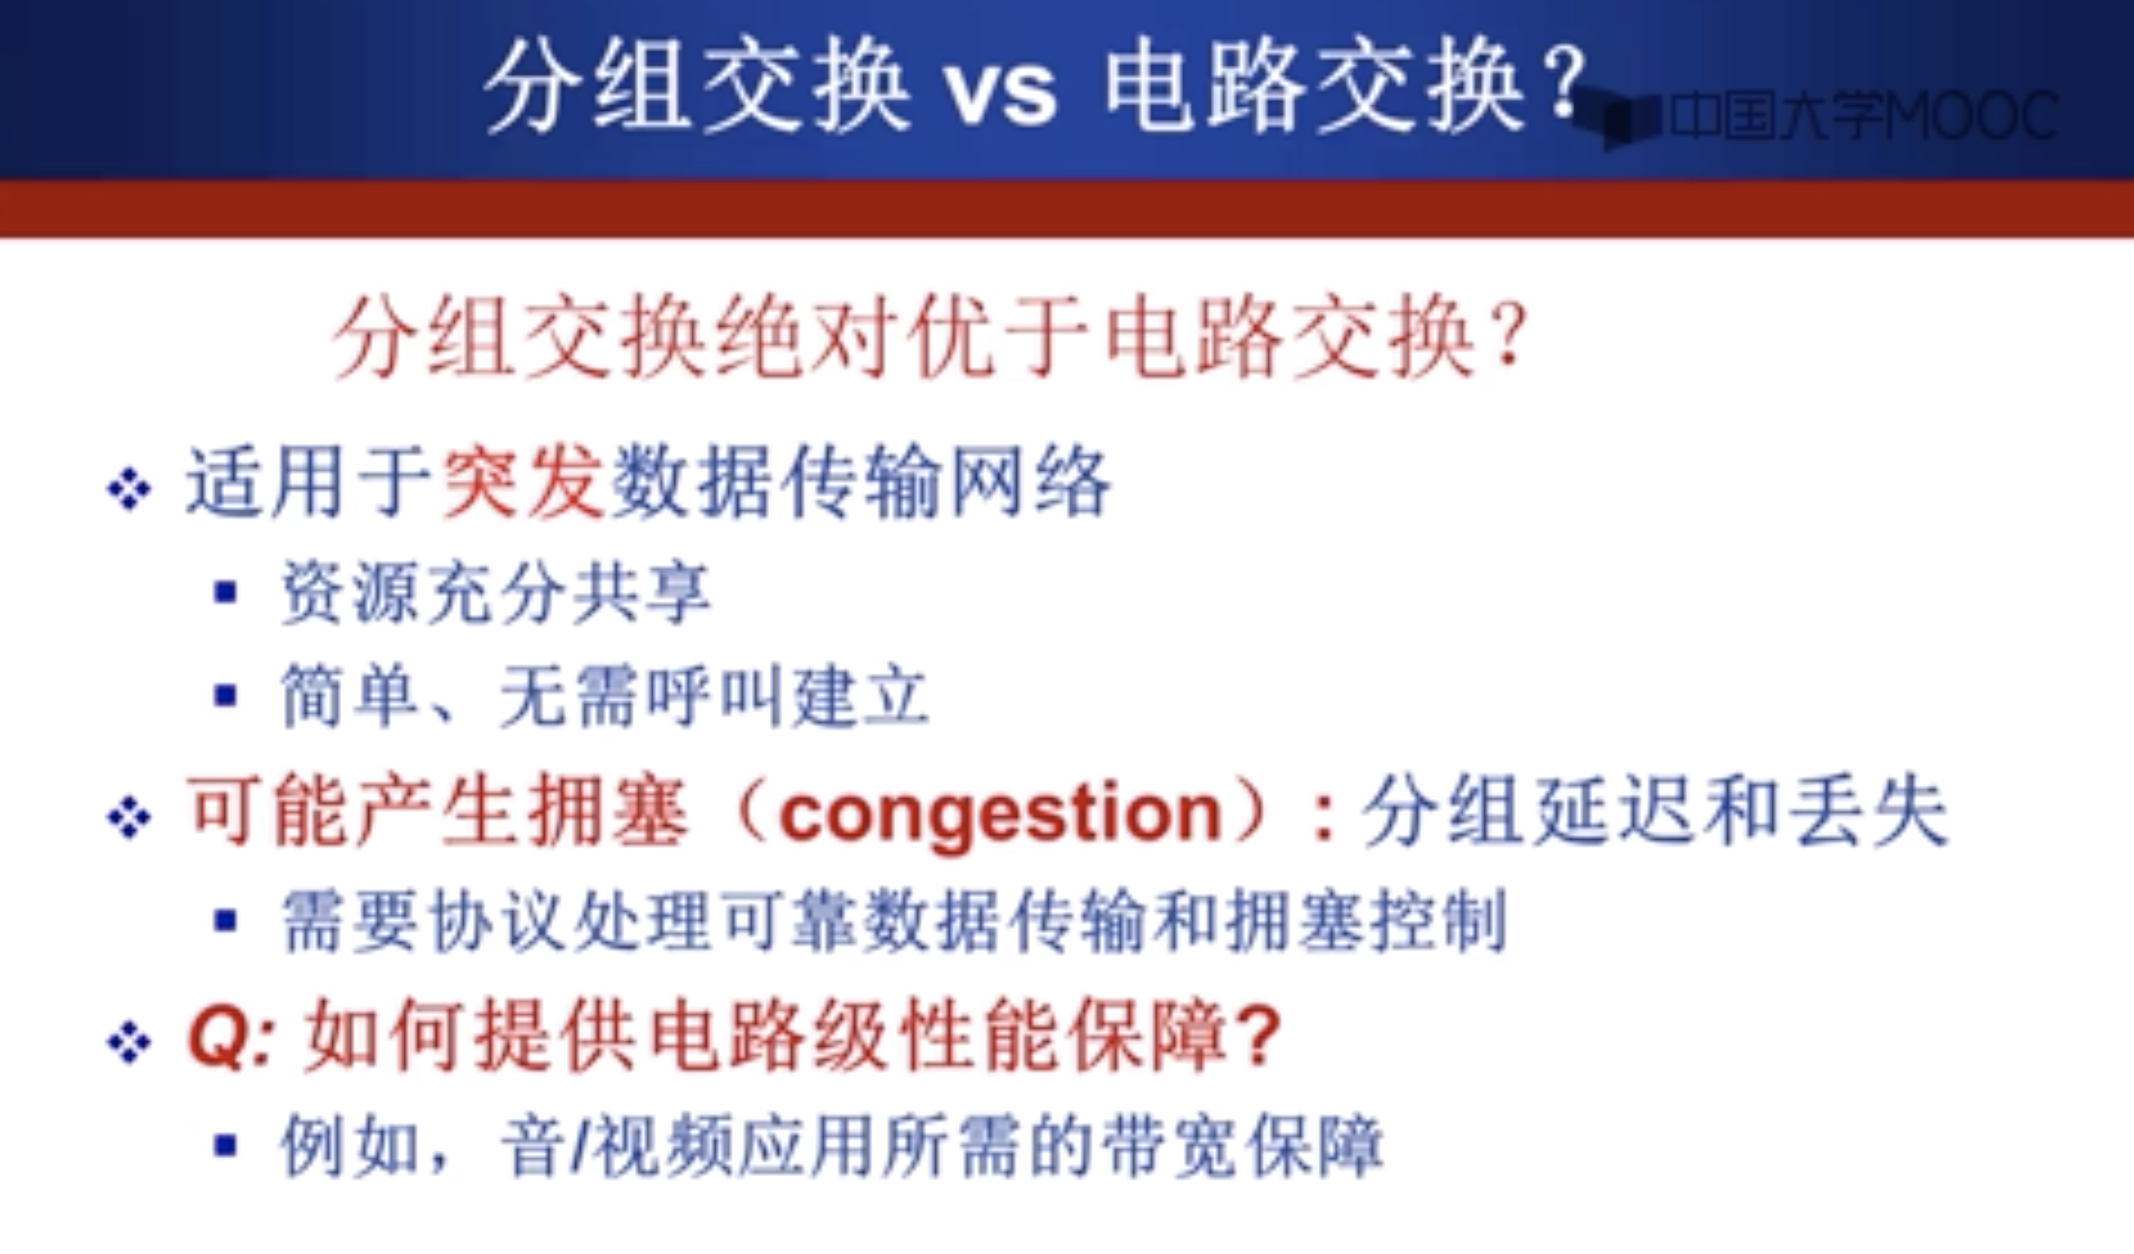 分组交换 vs 电路交换?
中国大学MOOC
分组交换绝对优于电路交换?
适用于突发数据传输网络
资源充分共享
简单、无需呼叫建立
可能产生拥塞（congestion）: 分组延迟和丢失
需要协议处理可靠数据传输和拥塞控制
Q: 如何提供电路级性能保障?
例如，音/视频应用所需的带宽保障